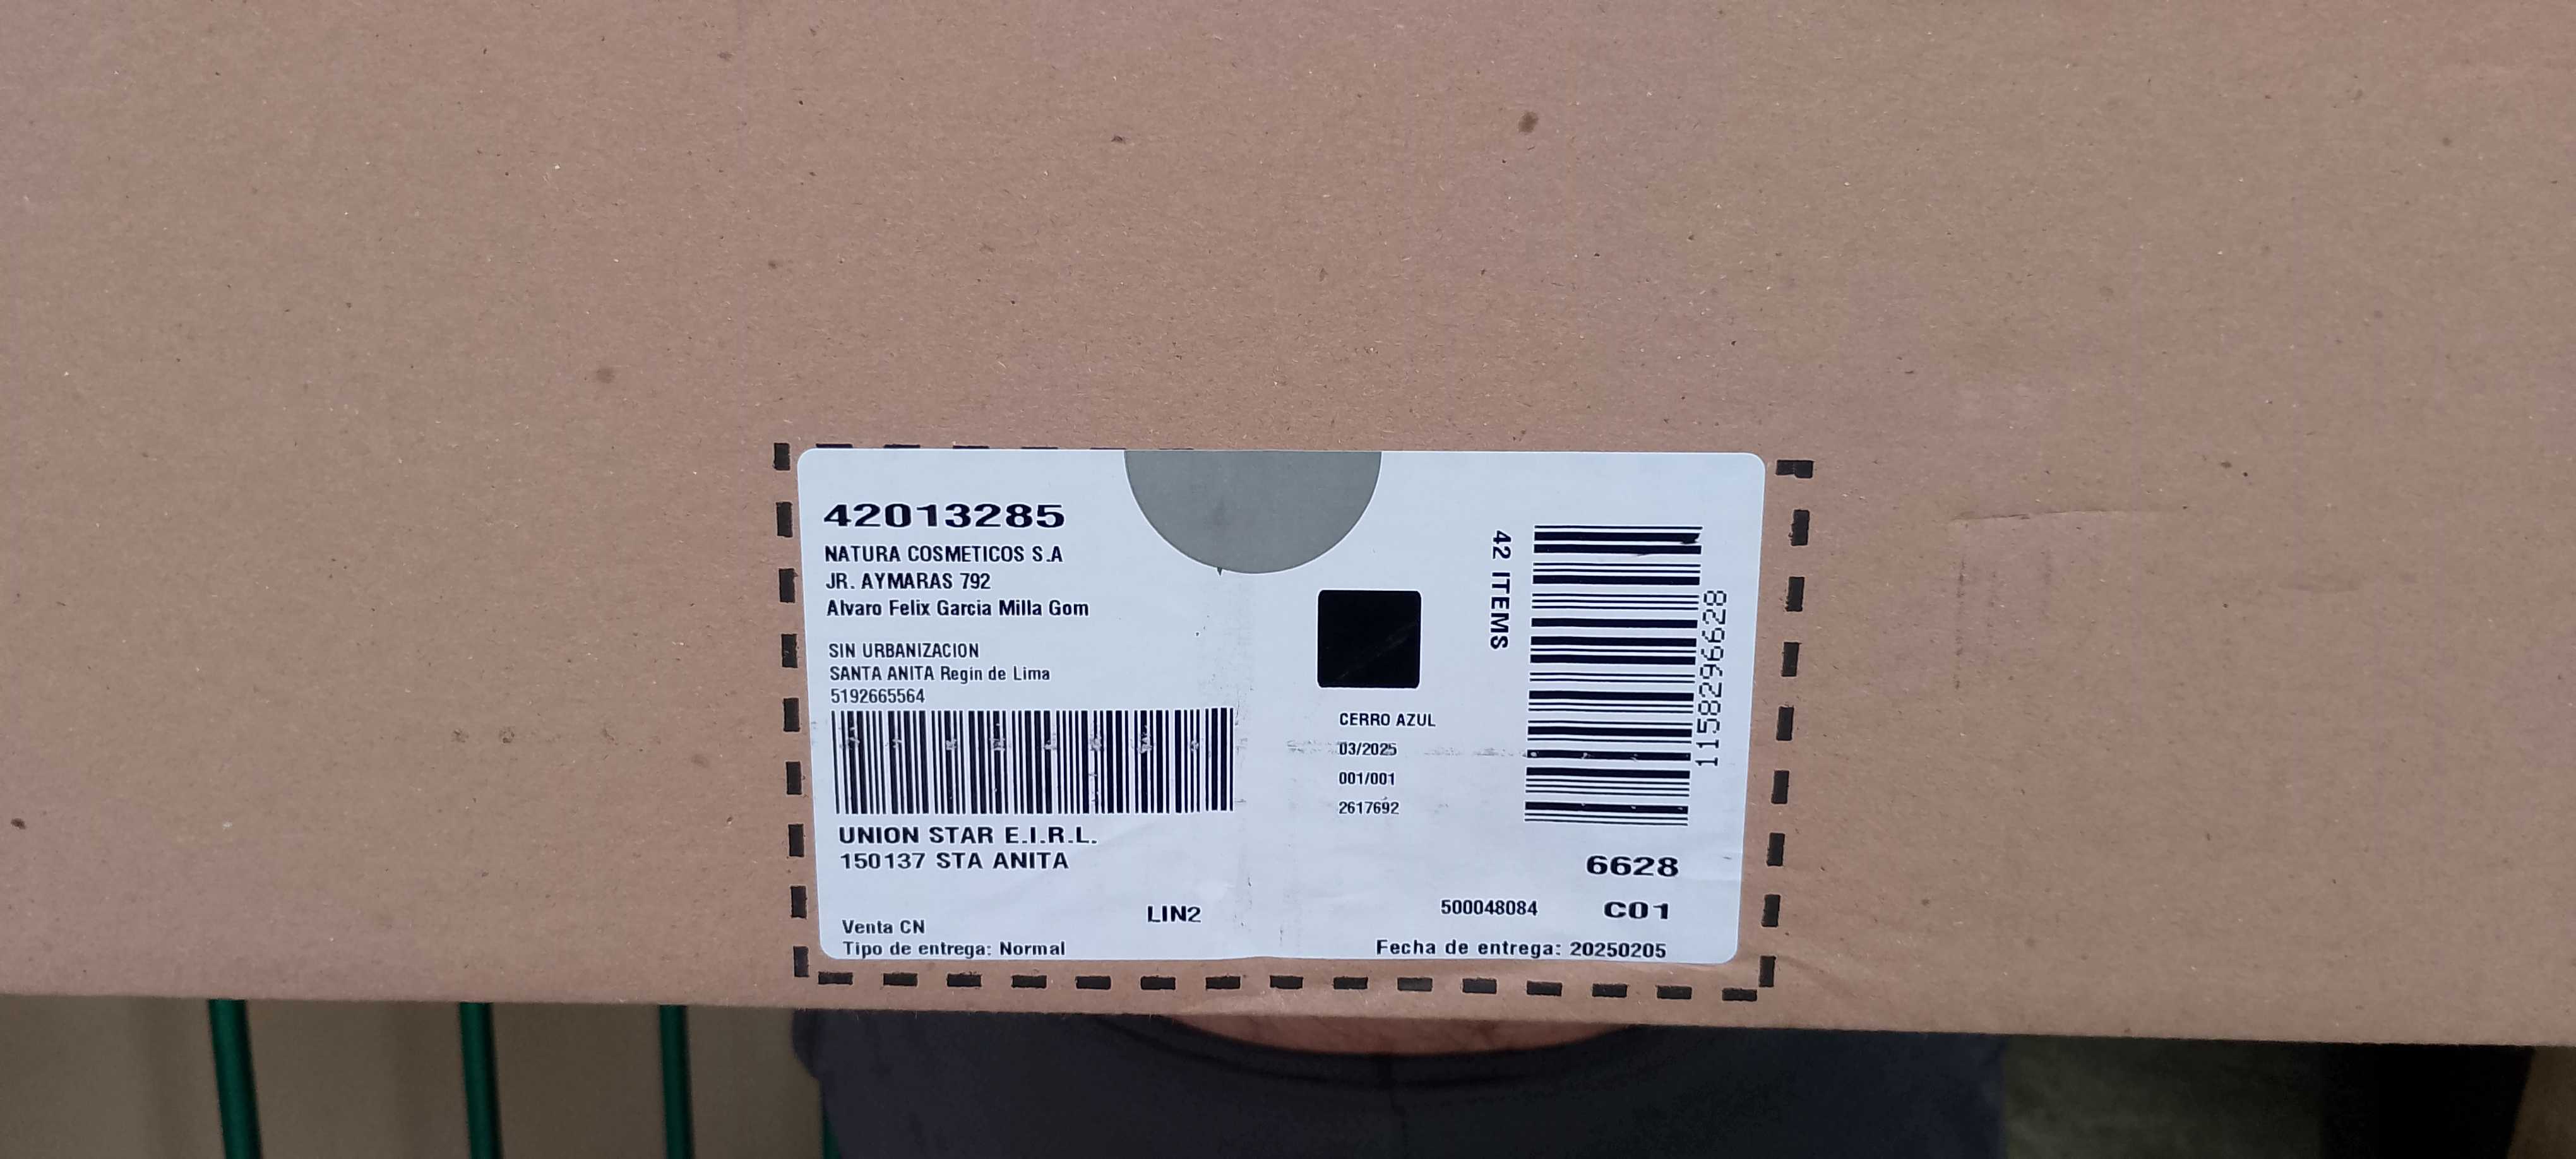 42013285
NATURA COSMETICOS S.A
JR. AYMARAS 792
Alvaro Felix Garcia Milla Gom
SIN URBANIZACION
SANTA ANITA Regin de Lima
5192665564
UNION STAR E.I.R.L.
150137 STA ANITA
Venta CN
Tipo de entrega: Normal
LIN2
CERRO AZUL
03/2025
001/001
2617692
42 ITEMS
11582966628
6628
500048084 C01
Fecha de entrega: 20250205